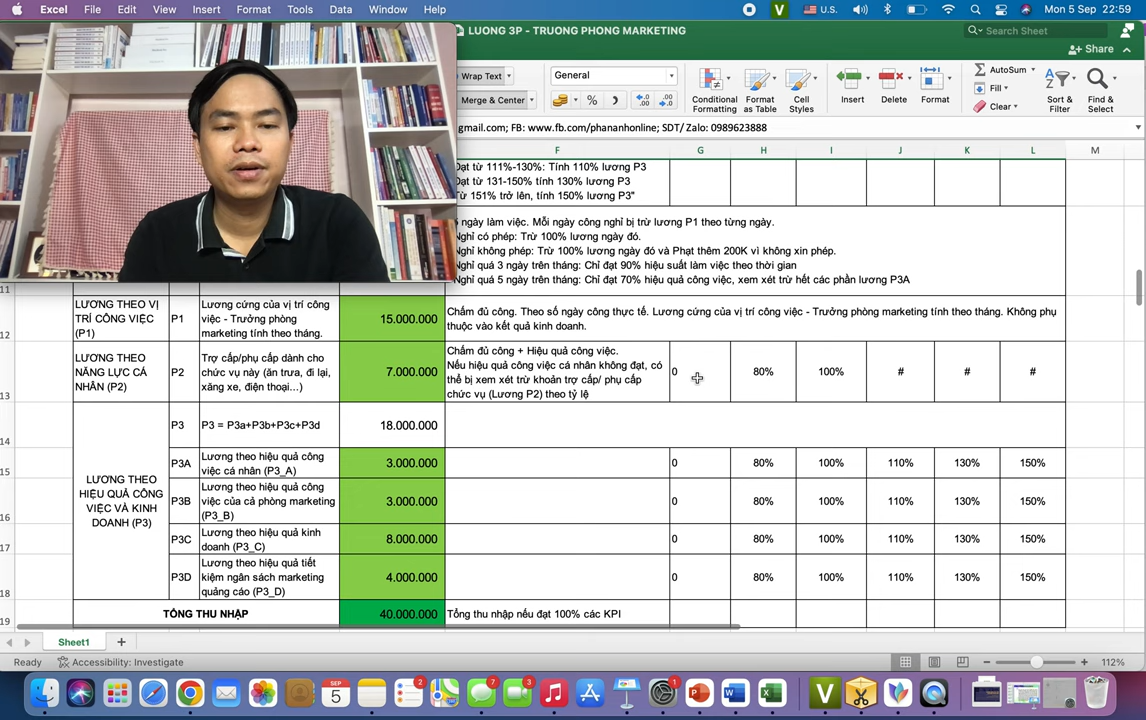 Excel File Edit View Insert Format Tools Data Window Help
V U.S. Mon 5 Sep 22:59
LUONG 3P - TRUONG PHONG MARKETING
Search Sheet
Share
Wrap Text
General
Merge & Center
Conditional Formatting
Format as Table
Cell Styles
Insert
Delete
Format
AutoSum
Fill
Clear
Sort & Filter
Find & Select
gmail.com; FB: www.fb.com/phananhonline; SDT/ Zalo: 0989623888
F G H I J K L M
Đạt từ 111%-130%: Tính 110% lương P3
Đạt từ 131-150% tính 130% lương P3
Từ 151% trở lên, tính 150% lương P3"
ngày làm việc. Mỗi ngày công nghỉ bị trừ lương P1 theo từng ngày.
Nghỉ có phép: Trừ 100% lương ngày đó.
Nghỉ không phép: Trừ 100% lương ngày đó và Phạt thêm 200K vì không xin phép.
Nghỉ quá 3 ngày trên tháng: Chỉ đạt 90% hiệu suất làm việc theo thời gian
Nghỉ quá 5 ngày trên tháng: Chỉ đạt 70% hiệu quả công việc, xem xét trừ hết các phần lương P3A
11
LƯƠNG THEO VỊ
TRÍ CÔNG VIỆC
(P1)
P1
Lương cứng của vị trí công
việc - Trưởng phòng
marketing tính theo tháng.
15.000.000
Chấm đủ công. Theo số ngày công thực tế. Lương cứng của vị trí công việc - Trưởng phòng marketing tính theo tháng. Không phụ
thuộc vào kết quả kinh doanh.
12
LƯƠNG THEO
NĂNG LỰC CÁ
NHÂN (P2)
P2
Trợ cấp/phụ cấp dành cho
chức vụ này (ăn trưa, đi lại,
xăng xe, điện thoại...)
7.000.000
Chấm đủ công + Hiệu quả công việc.
Nếu hiệu quả công việc cá nhân không đạt, có
thể bị xem xét trừ khoản trợ cấp/ phụ cấp
chức vụ (Lương P2) theo tỷ lệ
0 80% 100% # # #
13
LƯƠNG THEO
HIỆU QUẢ CÔNG
VIỆC VÀ KINH
DOANH (P3)
P3 P3 = P3a+P3b+P3c+P3d 18.000.000
14
P3A
Lương theo hiệu quả công
việc cá nhân (P3_A)
3.000.000 0 80% 100% 110% 130% 150%
15
P3B
Lương theo hiệu quả công
việc của cả phòng marketing
(P3_B)
3.000.000 0 80% 100% 110% 130% 150%
16
P3C
Lương theo hiệu quả kinh
doanh (P3_C)
8.000.000 0 80% 100% 110% 130% 150%
17
P3D
Lương theo hiệu quả tiết
kiệm ngân sách marketing
quảng cáo (P3_D)
4.000.000 0 80% 100% 110% 130% 150%
18
TỔNG THU NHẬP 40.000.000 Tổng thu nhập nếu đạt 100% các KPI
19
Sheet1
Ready Accessibility: Investigate 112%
SEP
5
2
7
3
1
V